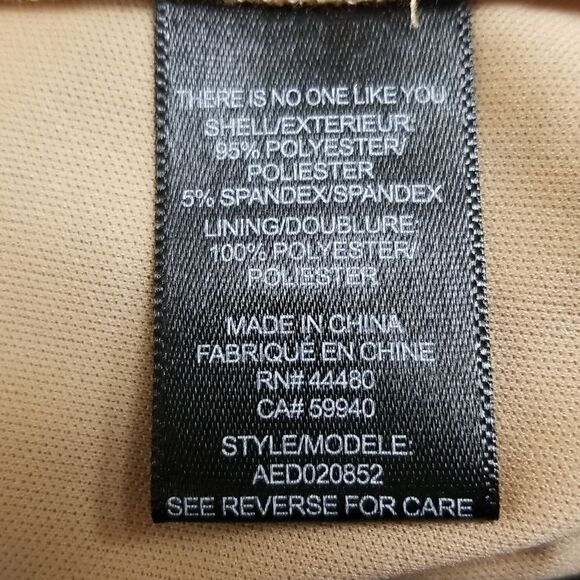 THERE IS NO ONE LIKE YOU
SHELL/EXTERIEUR:
95% POLYESTER/
POLIESTER
5% SPANDEX/SPANDEX
LINING/DOUBLURE:
100% POLYESTER/
POLIESTER
MADE IN CHINA
FABRIQUE EN CHINE
RN# 44480
CA# 59940
STYLE/MODELE:
AED020852
SEE REVERSE FOR CARE